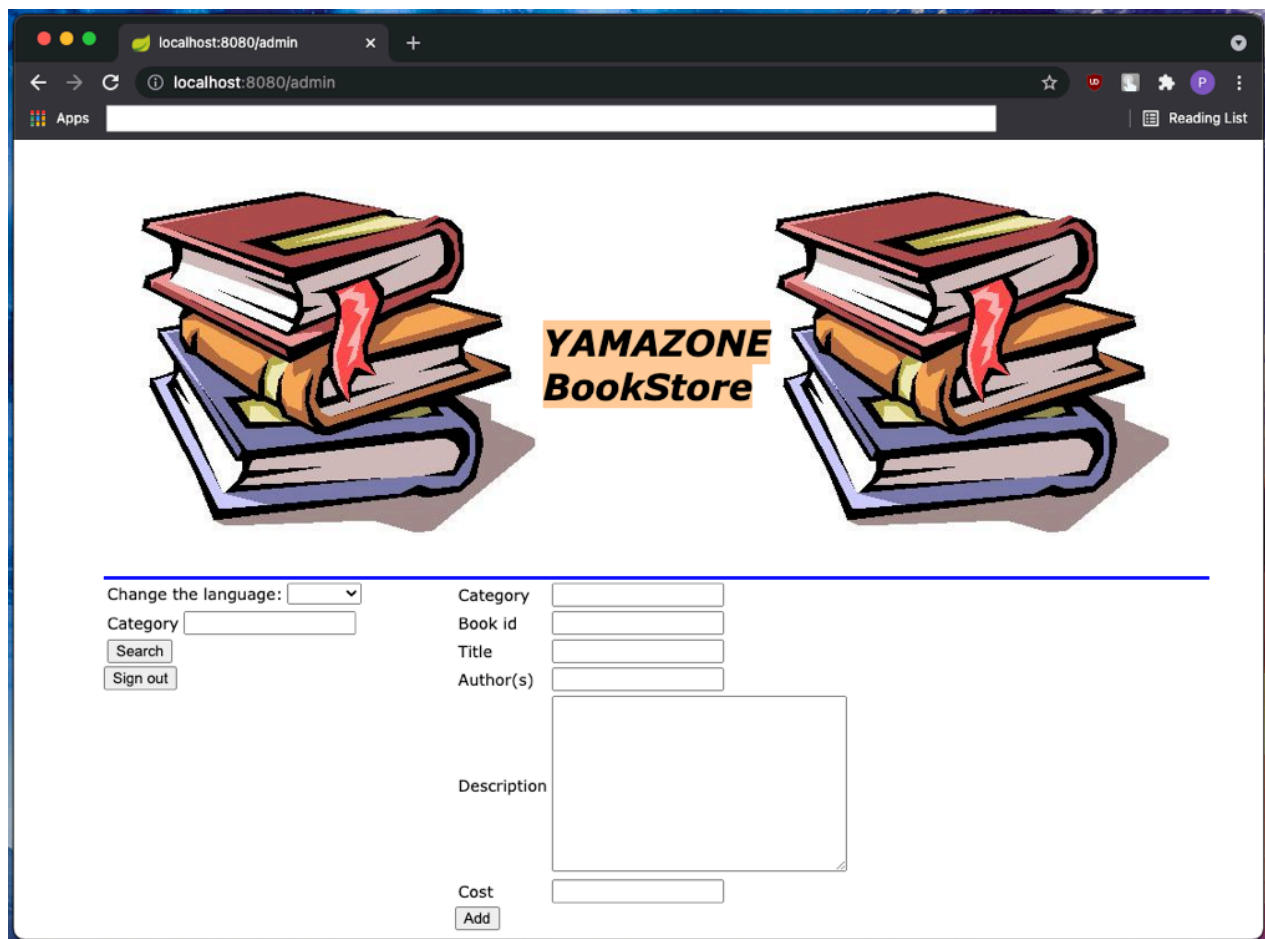 localhost:8080/admin
localhost:8080/admin
UD
P
Apps
Reading List
YAMAZONE
BookStore
Change the language:
Category
Search
Sign out
Category
Book id
Title
Author(s)
Description
Cost
Add